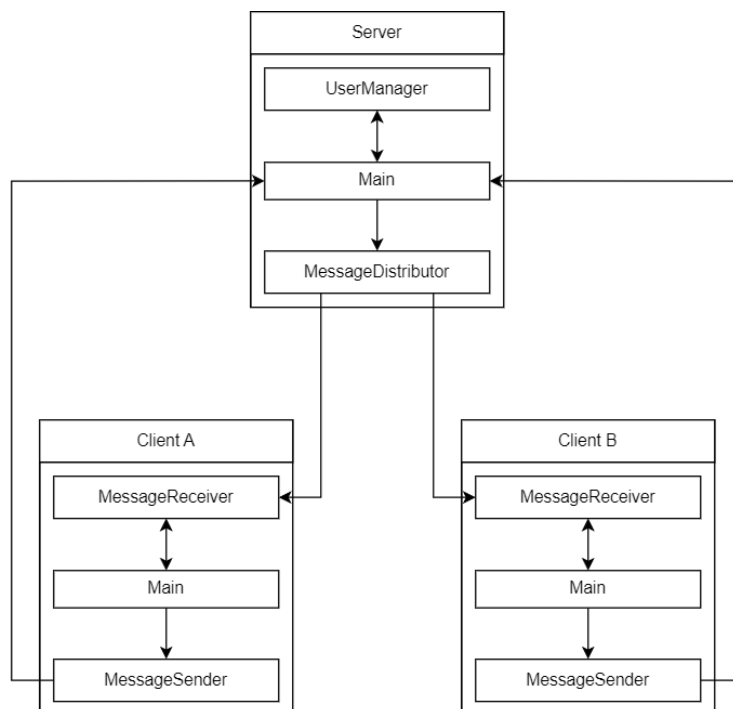 Server
UserManager
Main
MessageDistributor
Client A
MessageReceiver
Main
MessageSender
Client B
MessageReceiver
Main
MessageSender